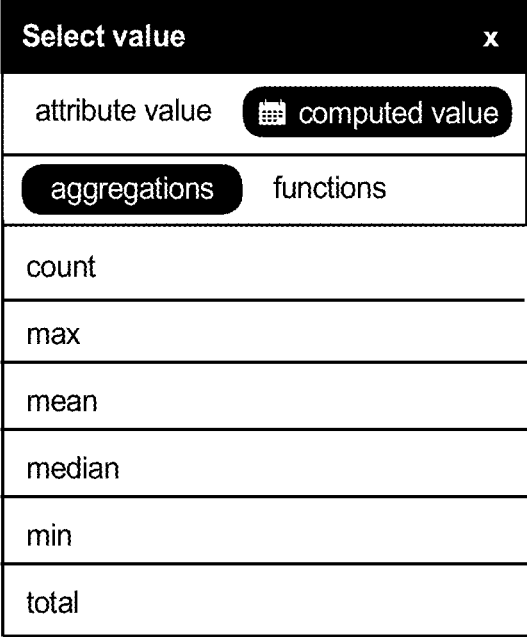 Select value x
attribute value computed value
aggregations functions
count
max
mean
median
min
total